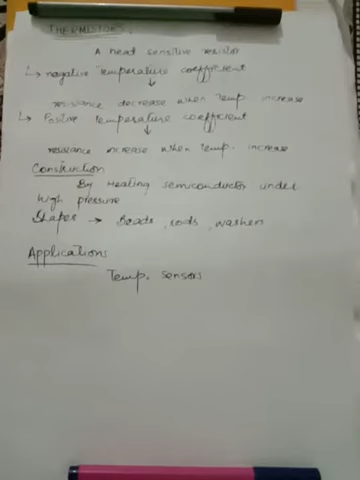 THERMISTORS:
A heat sensitive resistor
↳ negative temperature coefficient
↓
resistance decrease when temp. increase
↳ Positive temperature coefficient
↓
resistance increase when temp. increase
Construction
By Heating semiconductor under
high pressure
Shapes → Beads, rods, washers
Applications
Temp. sensors